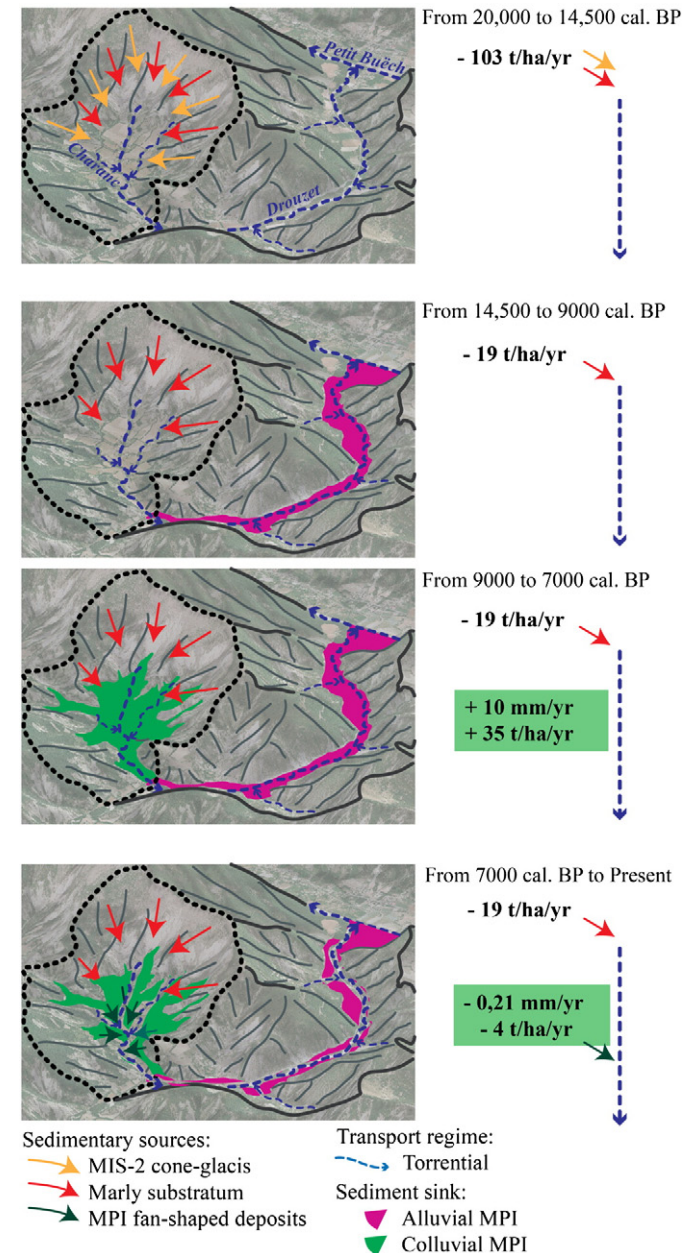 From 20,000 to 14,500 cal. BP
Petit Buëch
- 103 t/ha/yr
Charanc
Drouzet
From 14,500 to 9000 cal. BP
- 19 t/ha/yr
From 9000 to 7000 cal. BP
- 19 t/ha/yr
+ 10 mm/yr
+ 35 t/ha/yr
From 7000 cal. BP to Present
- 19 t/ha/yr
- 0,21 mm/yr
- 4 t/ha/yr
Sedimentary sources:
MIS-2 cone-glacis
Marly substratum
MPI fan-shaped deposits
Transport regime:
Torrential
Sediment sink:
Alluvial MPI
Colluvial MPI